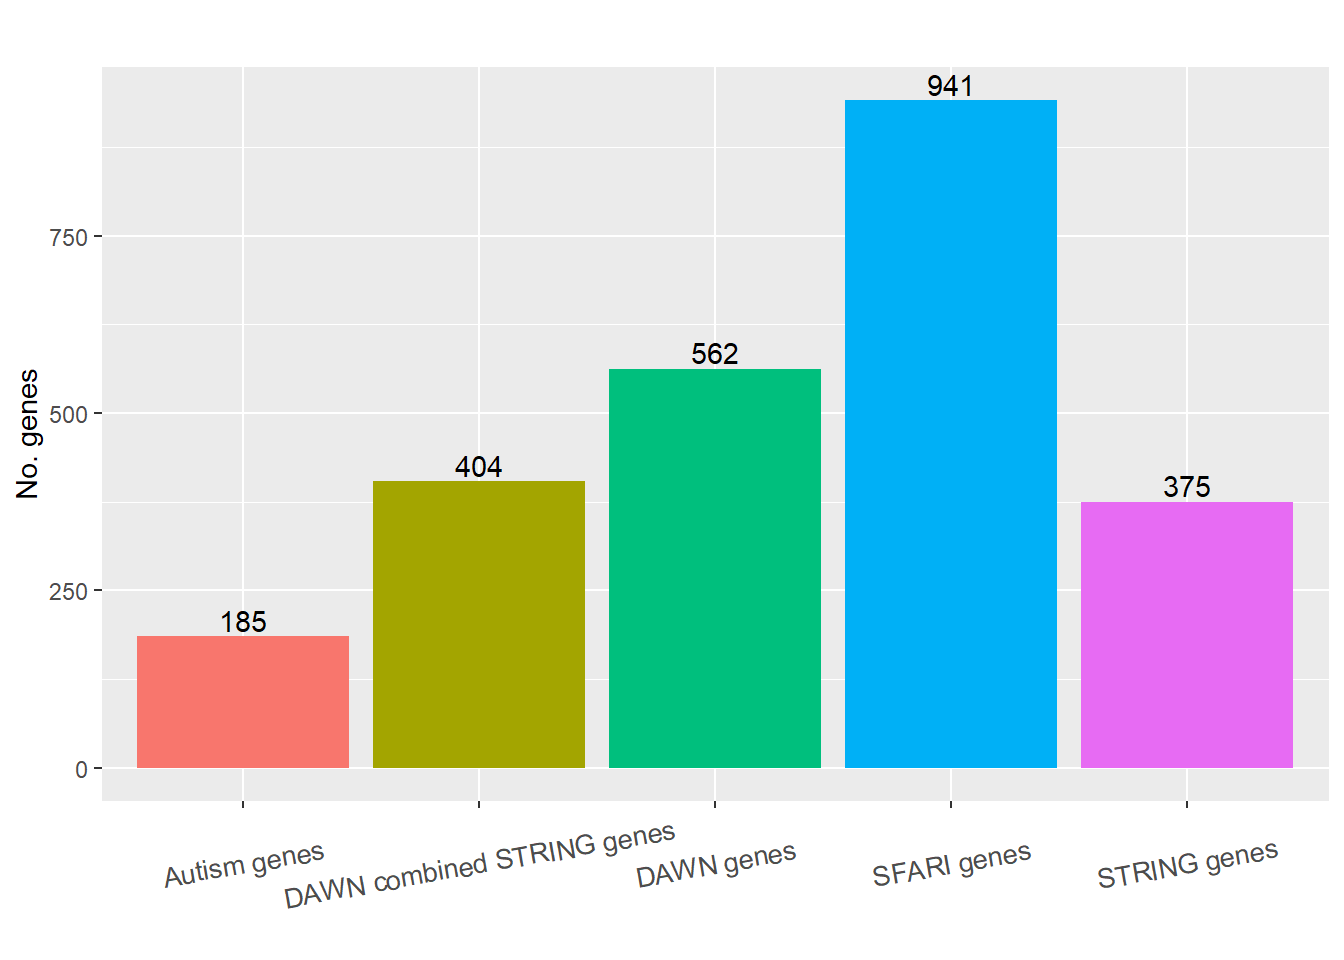 941
750
562
500
No. genes
404
375
250
185
0
Autism genes
DAWN combined STRING genes
DAWN genes
SFARI genes
STRING genes